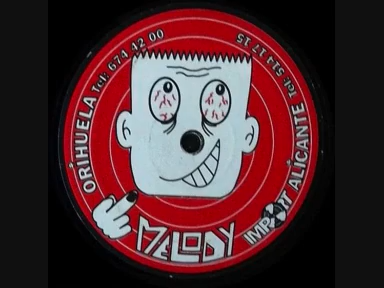 ORIHUELA Tel: 674 42 00
ALICANTE Tel: 514 17 15
MELODY
IMPORT